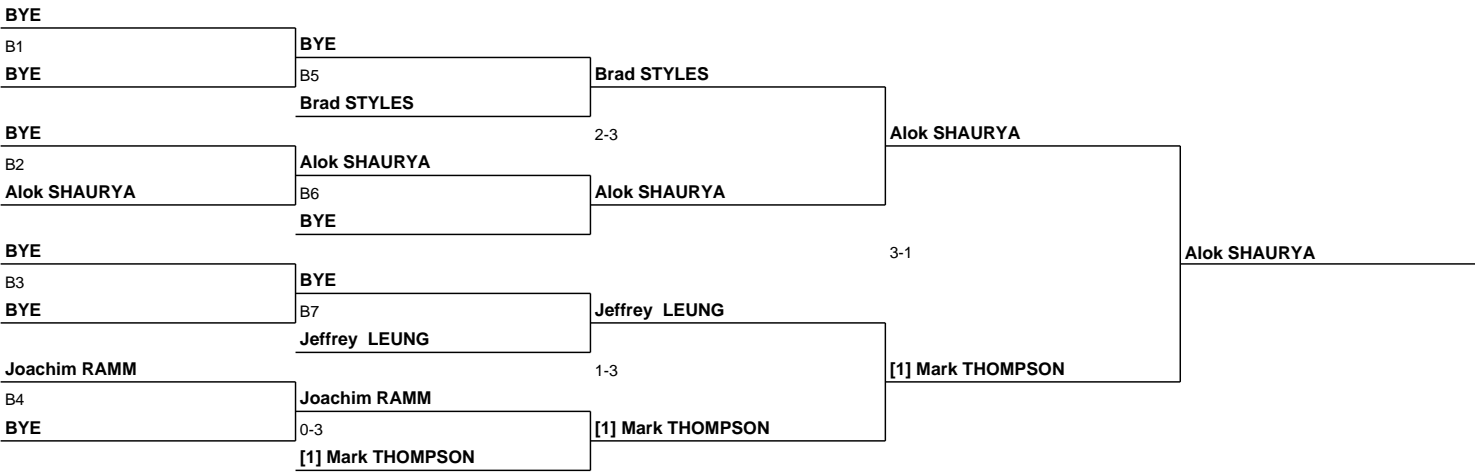 BYE
B1
BYE
BYE
B5
Brad STYLES
Brad STYLES
BYE
2-3
Alok SHAURYA
B2
Alok SHAURYA
Alok SHAURYA
B6
Alok SHAURYA
BYE
BYE
3-1
Alok SHAURYA
B3
BYE
BYE
B7
Jeffrey LEUNG
Jeffrey LEUNG
Joachim RAMM
1-3
[1] Mark THOMPSON
B4
Joachim RAMM
BYE
0-3
[1] Mark THOMPSON
[1] Mark THOMPSON